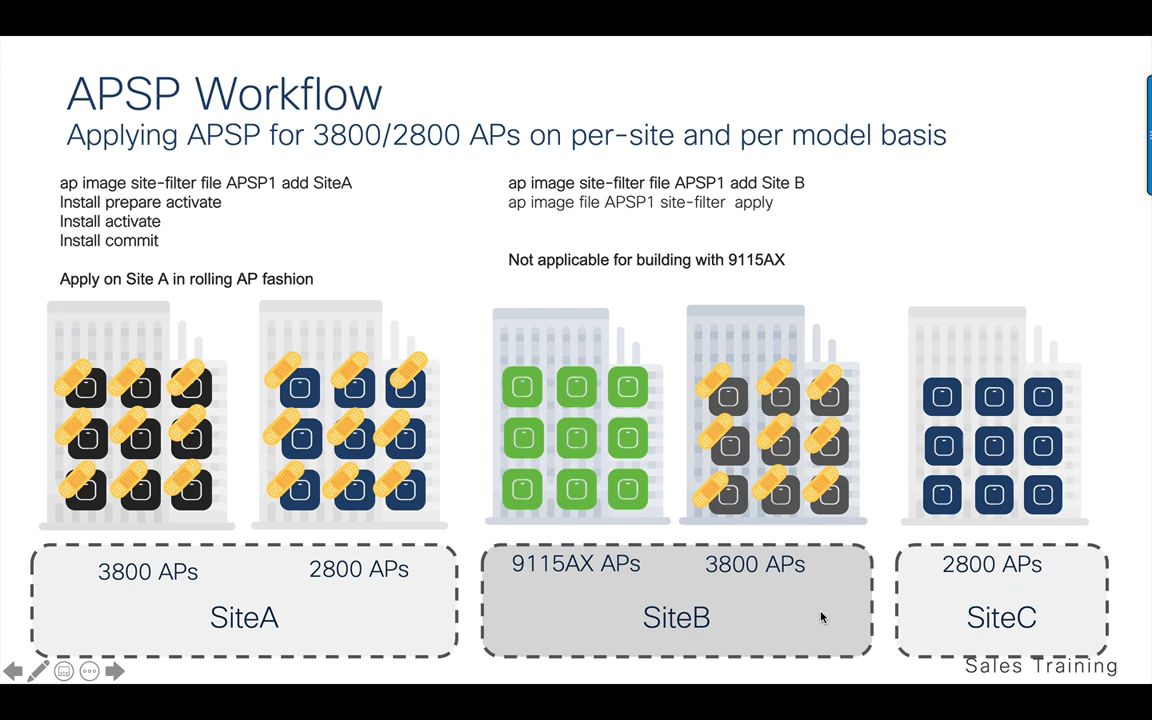 APSP Workflow
Applying APSP for 3800/2800 APs on per-site and per model basis
ap image site-filter file APSP1 add SiteA
Install prepare activate
Install activate
Install commit
Apply on Site A in rolling AP fashion
ap image site-filter file APSP1 add Site B
ap image file APSP1 site-filter apply
Not applicable for building with 9115AX
3800 APs
2800 APs
SiteA
9115AX APs
3800 APs
SiteB
2800 APs
SiteC
Sales Training